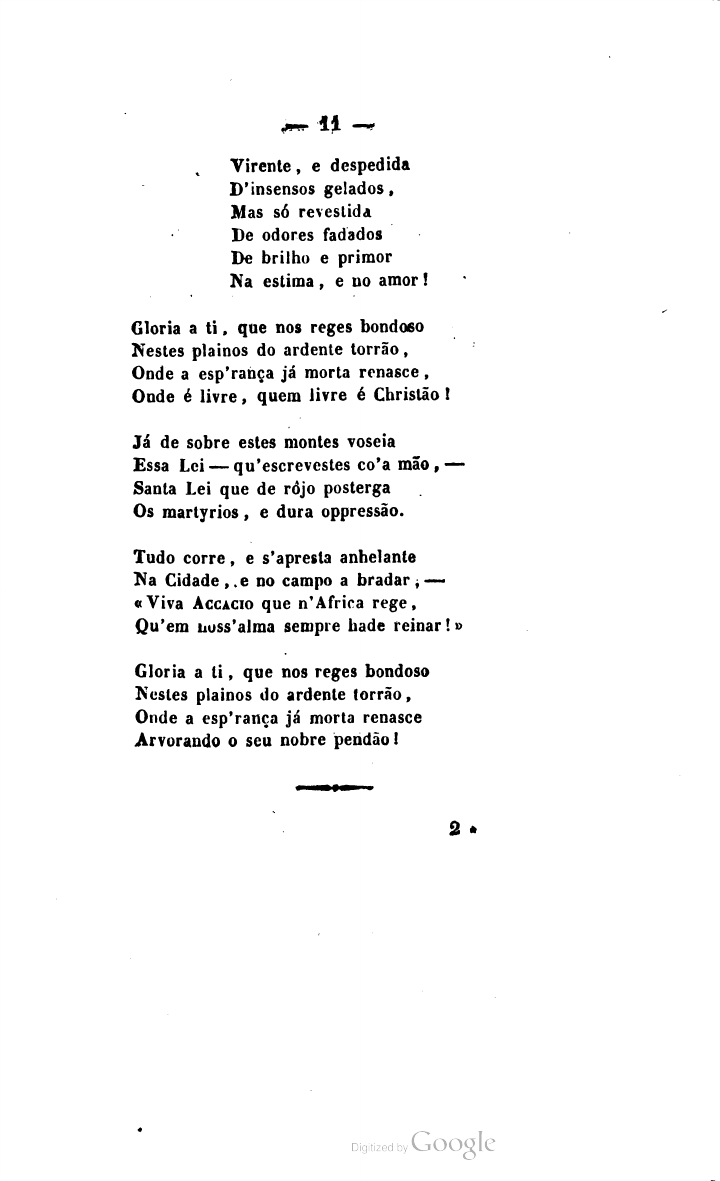 — 11 —
Virente, e despedida
D'insensos gelados,
Mas só revestida
De odores fadados
De brilho e primor
Na estima, e no amor!
Gloria a ti, que nos reges bondoso
Nestes plainos do ardente torrão,
Onde a esp'rança já morta renasce,
Onde é livre, quem livre é Christão!
Já de sobre estes montes voseia
Essa Lei — qu'escrevestes co'a mão, —
Santa Lei que de rôjo posterga
Os martyrios, e dura oppressão.
Tudo corre, e s'apresta anhelante
Na Cidade, e no campo a bradar; —
«Viva Accacio que n'Africa rege,
Qu'em noss'alma sempre hade reinar!»
Gloria a ti, que nos reges bondoso
Nestes plainos do ardente torrão,
Onde a esp'rança já morta renasce
Arvorando o seu nobre pendão!
2 *
Digitized by Google